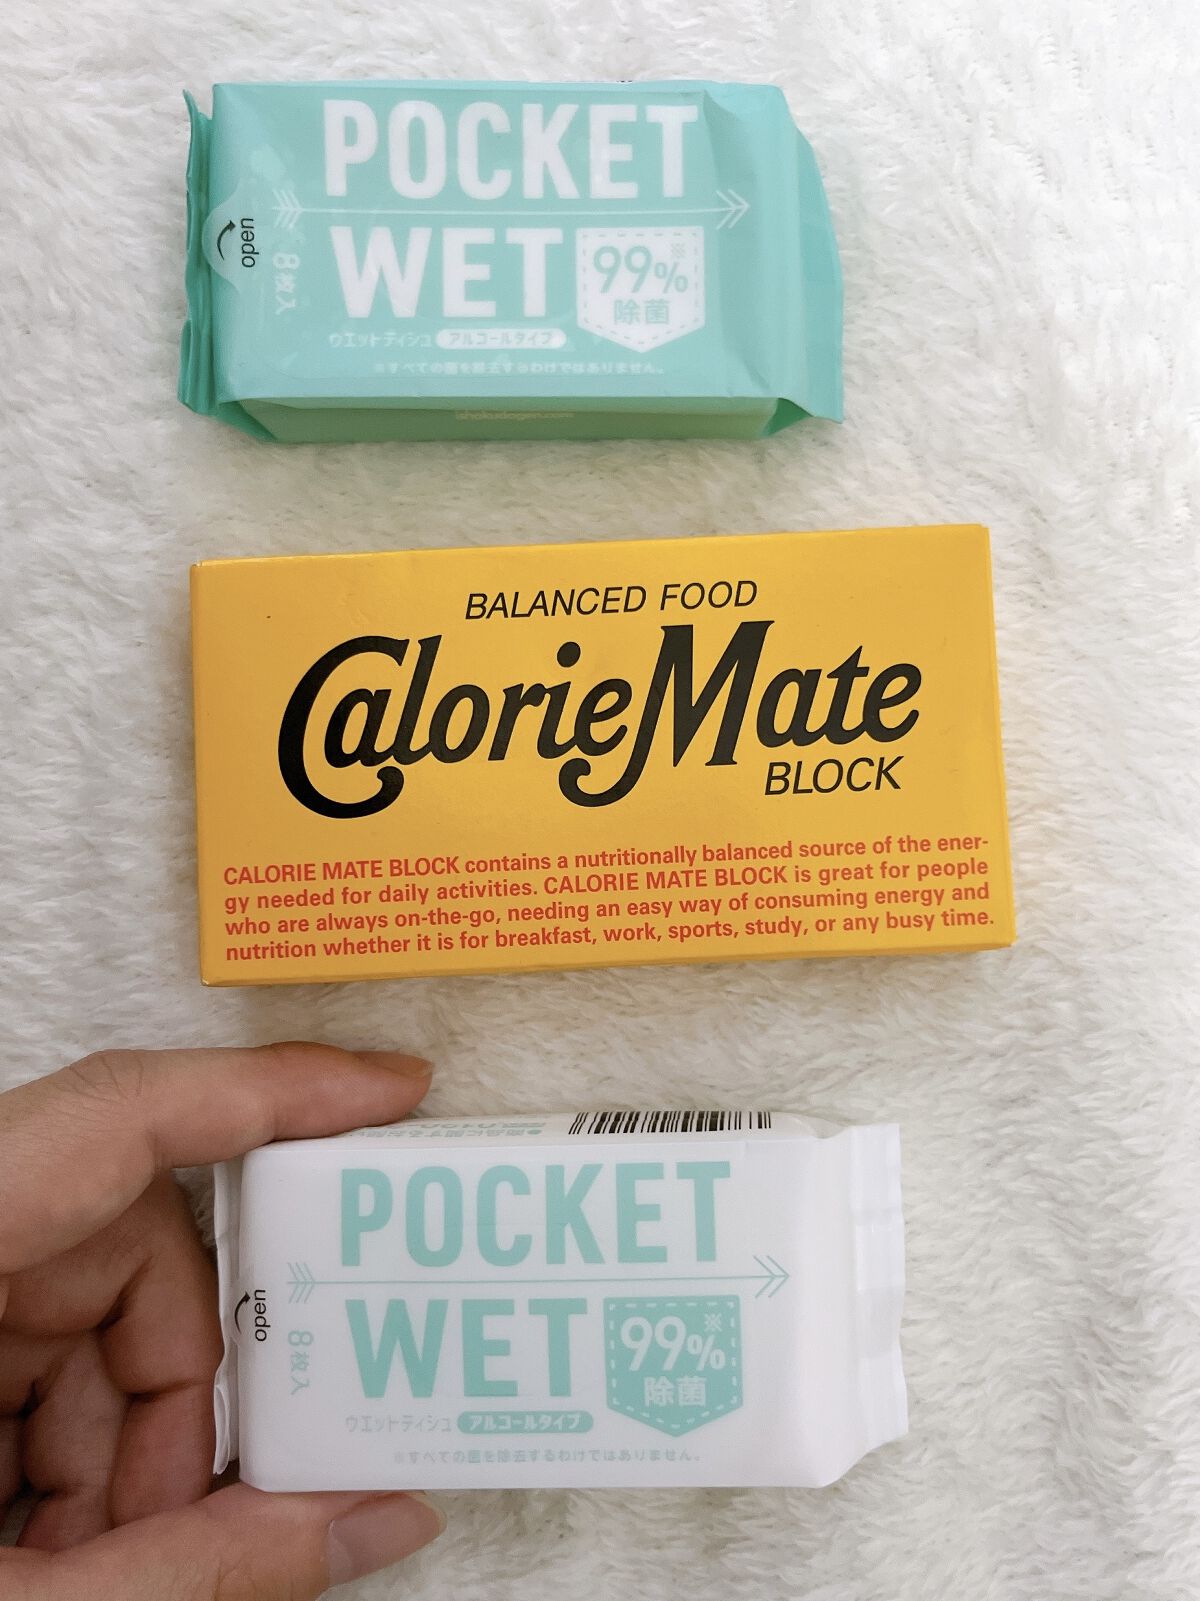 POCKET
open
WET
99%※
除菌
8枚入
ウエットティシュ アルコールタイプ
※すべての菌を除去するわけではありません。
BALANCED FOOD
CalorieMate
BLOCK
CALORIE MATE BLOCK contains a nutritionally balanced source of the ener-
gy needed for daily activities. CALORIE MATE BLOCK is great for people
who are always on-the-go, needing an easy way of consuming energy and
nutrition whether it is for breakfast, work, sports, study, or any busy time.
POCKET
open
WET
99%※
除菌
8枚入
ウエットティシュ アルコールタイプ
※すべての菌を除去するわけではありません。